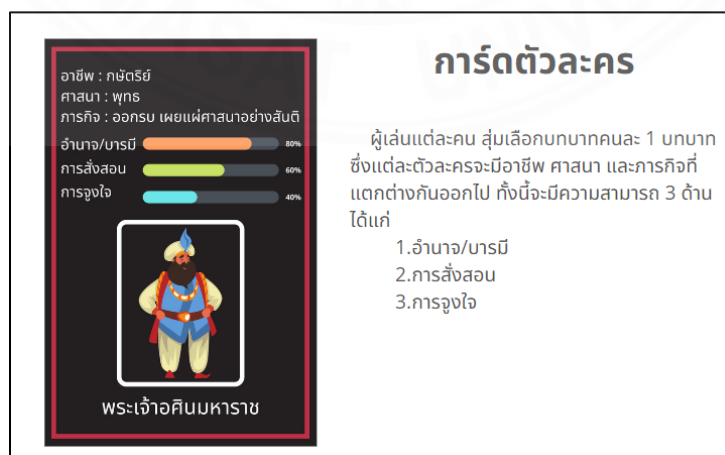 อาชีพ : กษัตริย์
ศาสนา : พุทธ
ภารกิจ : ออกรบ เผยแผ่ศาสนาอย่างสันติ
อำนาจ/บารมี 80%
การสั่งสอน 60%
การจูงใจ 40%
พระเจ้าอศินมหาราช
การ์ดตัวละคร
ผู้เล่นแต่ละคน สุ่มเลือกบทบาทคนละ 1 บทบาท
ซึ่งแต่ละตัวละครจะมีอาชีพ ศาสนา และภารกิจที่
แตกต่างกันออกไป ทั้งนี้จะมีความสามารถ 3 ด้าน
ได้แก่
1.อำนาจ/บารมี
2.การสั่งสอน
3.การจูงใจ